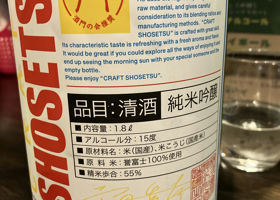 raw material, and gives careful
consideration to its blending ratio and
manufacturing methods. "CRAFT
SHOSETSU" is crafted with great skill.
Its characteristic taste is refreshing with a fresh aroma and flavor.
It would be great if you could explore all the ways of enjoying it and
end up seeing the morning sun with your special someone and the
empty bottle.
Please enjoy "CRAFT SHOSETSU".
SHOSETS
品目:清酒 純米吟醸
■内容量:1.8ℓ
■アルコール分:15度
■原材料名:米(国産)、米こうじ(国産米)
■原料米:誉富士100%使用
■精米歩合:55%